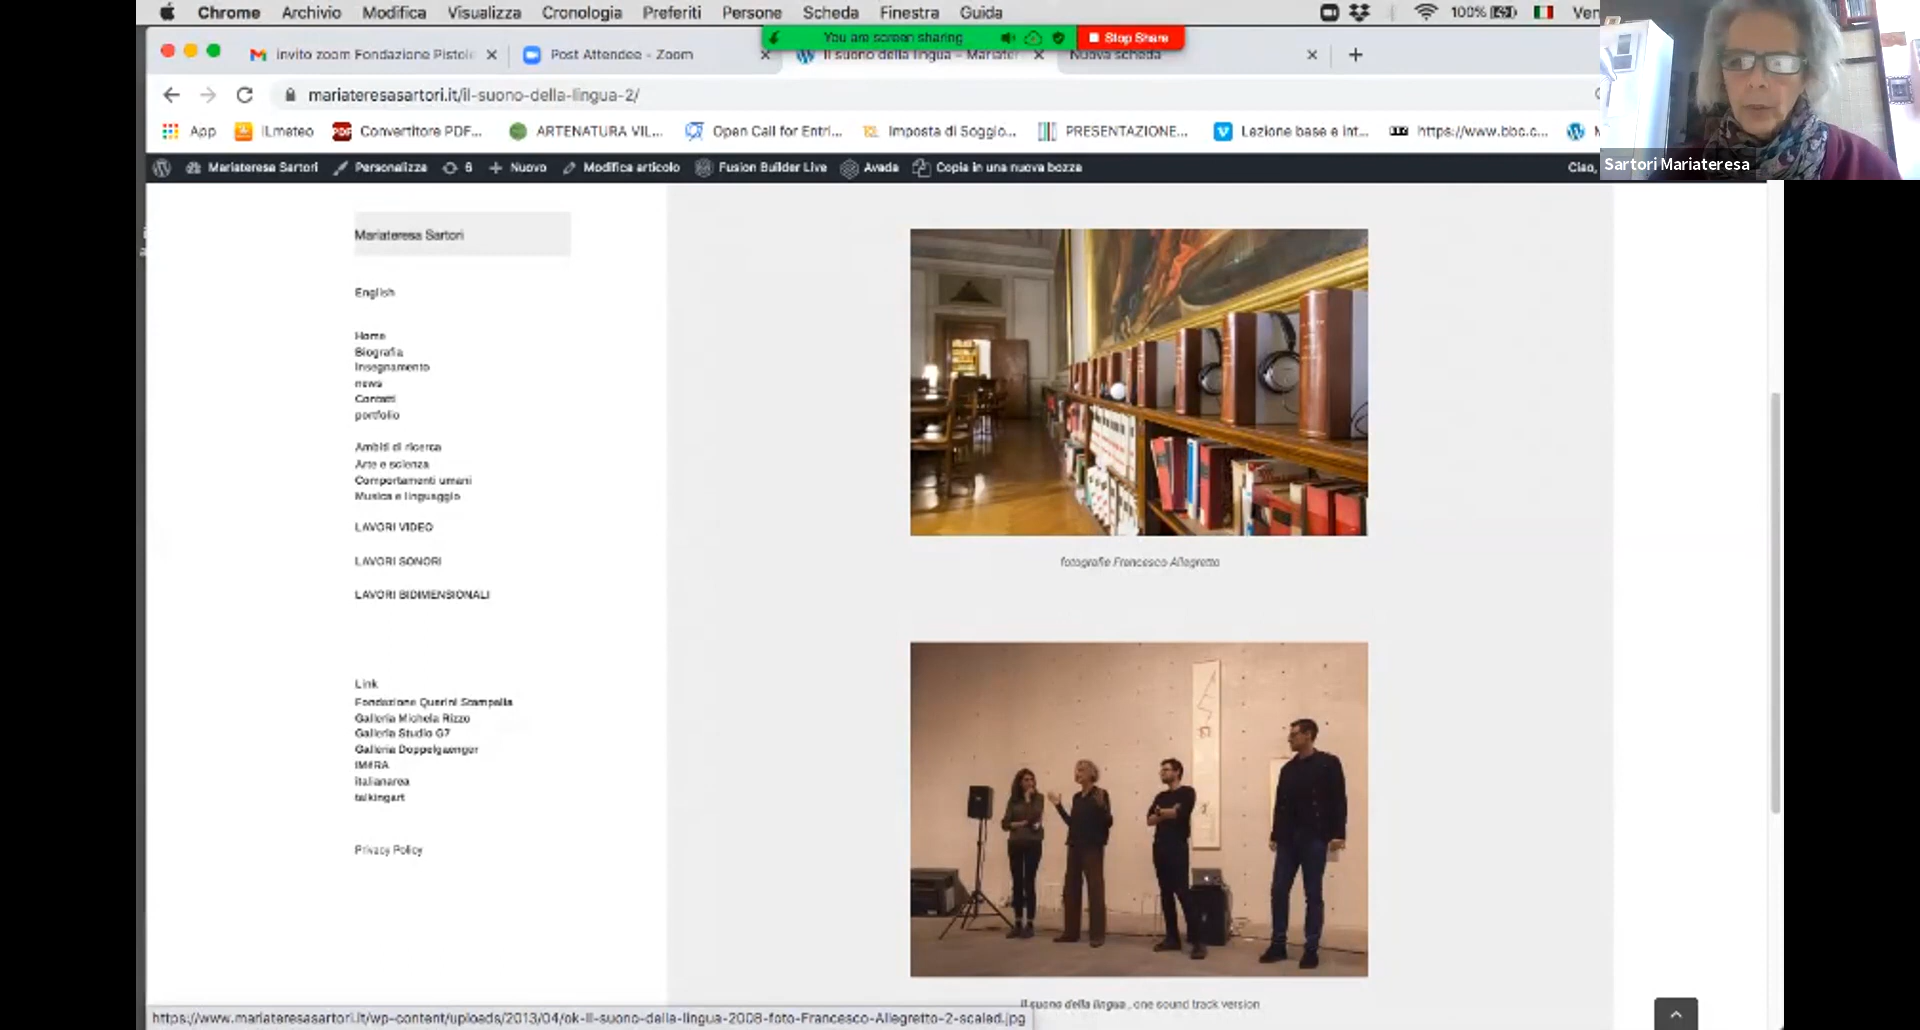 Chrome Archivio Modifica Visualizza Cronologia Preferiti Persone Scheda Finestra Guida 100% Ven
You are screen sharing Stop Share
invito zoom Fondazione Pistole Post Attendee - Zoom Il suono della lingua – Mariater Nuova scheda
mariateresasartori.it/il-suono-della-lingua-2/
App ILmeteo Convertitore PDF... ARTENATURA VIL... Open Call for Entri... Imposta di Soggio... PRESENTAZIONE... Lezione base e int... https://www.bbc.c...
Sartori Mariateresa
Mariateresa Sartori Personalizza 6 Nuovo Modifica articolo Fusion Builder Live Avada Copia in una nuova bozza Ciao,
Mariateresa Sartori
English
Home
Biografia
Insegnamento
news
Contatti
portfolio
Ambiti di ricerca
Arte e scienza
Comportamenti umani
Musica e linguaggio
LAVORI VIDEO
LAVORI SONORI
LAVORI BIDIMENSIONALI
Link
Fondazione Querini Stampalia
Galleria Michela Rizzo
Galleria Studio G7
Galleria Doppelgaenger
IMéRA
italianarea
talkingart
Privacy Policy
fotografie Francesco Allegretto
Il suono della lingua, one sound track version
https://www.mariateresasartori.it/wp-content/uploads/2013/04/ok-Il-suono-della-lingua-2008-foto-Francesco-Allegretto-2-scaled.jpg